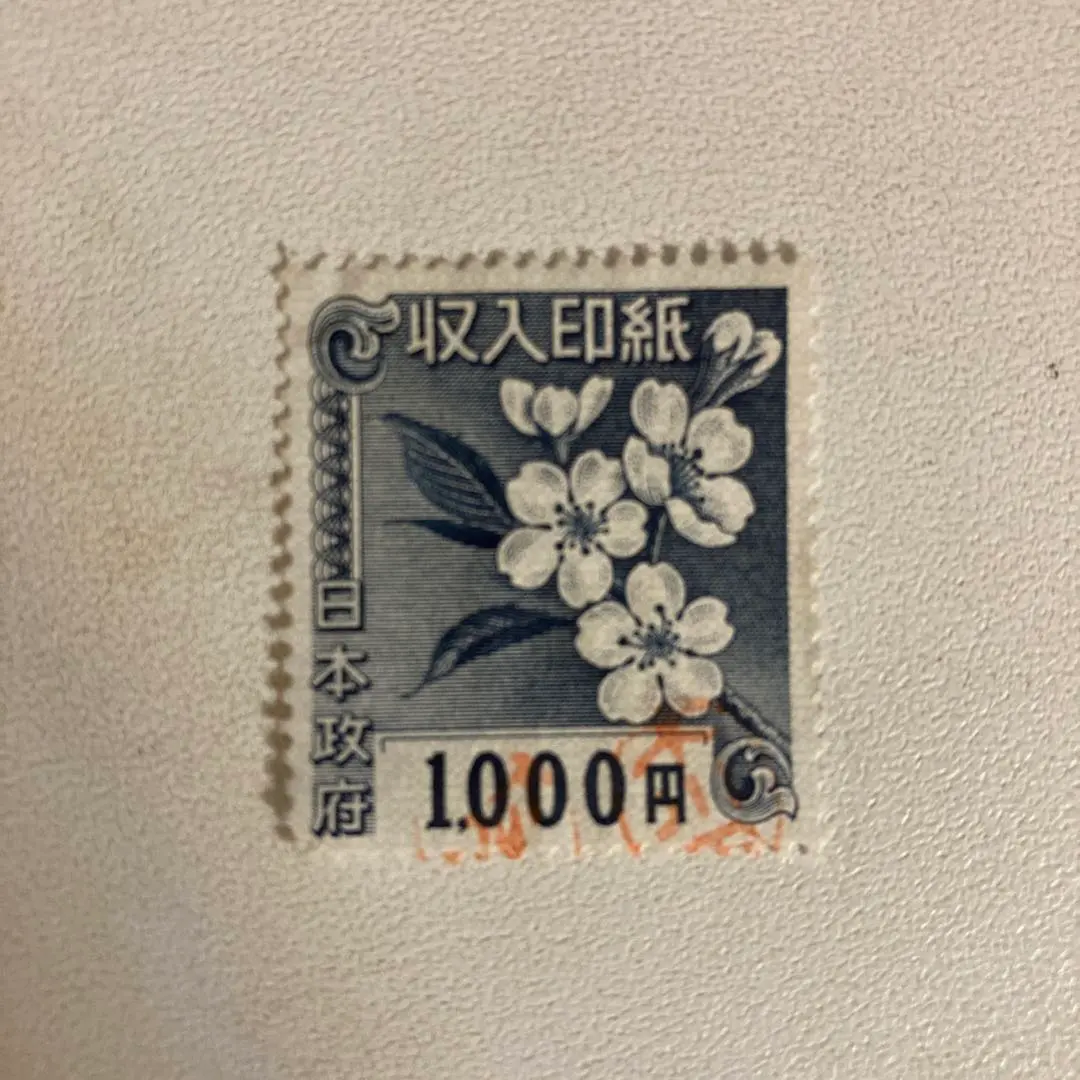 収入印紙
日本政府
1,000円